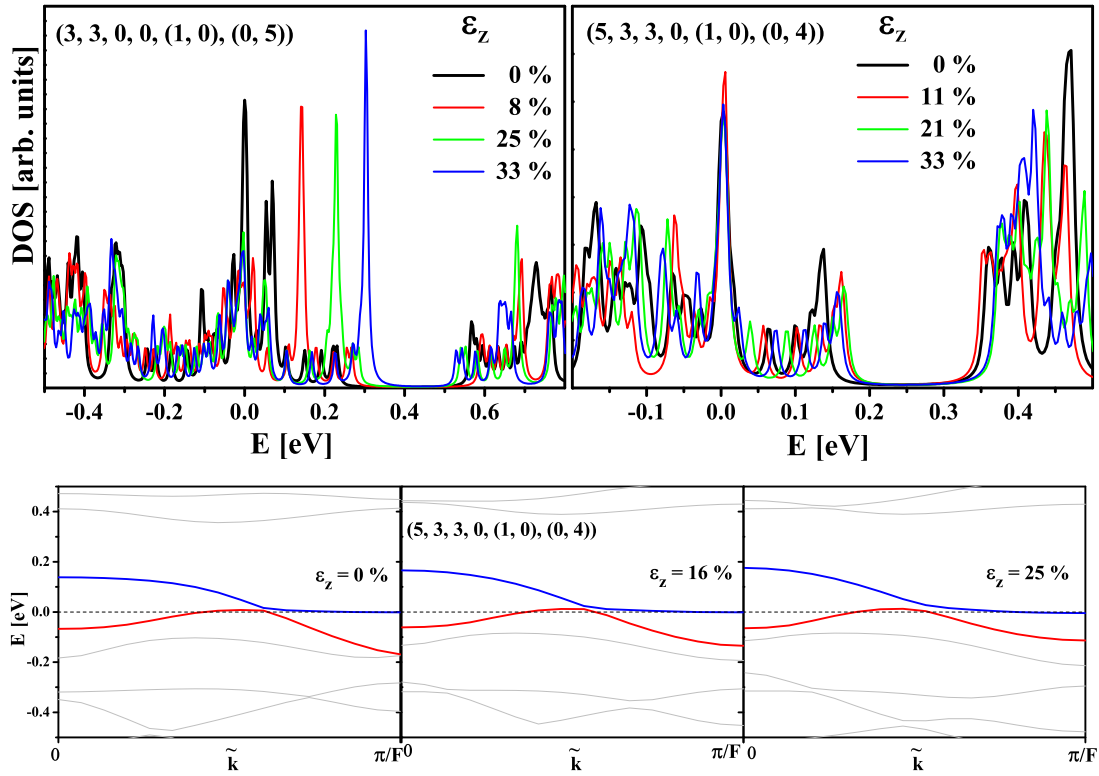 (3, 3, 0, 0, (1, 0), (0, 5))
ε_z
0 %
8 %
25 %
33 %
DOS [arb. units]
-0.4 -0.2 0.0 0.2 0.4 0.6
E [eV]
(5, 3, 3, 0, (1, 0), (0, 4))
ε_z
0 %
11 %
21 %
33 %
-0.1 0.0 0.1 0.2 0.3 0.4
E [eV]
E [eV]
0.4
0.2
0.0
-0.2
-0.4
ε_z = 0 %
0 k̃ π/F
(5, 3, 3, 0, (1, 0), (0, 4))
ε_z = 16 %
0 k̃ π/F
ε_z = 25 %
0 k̃ π/F